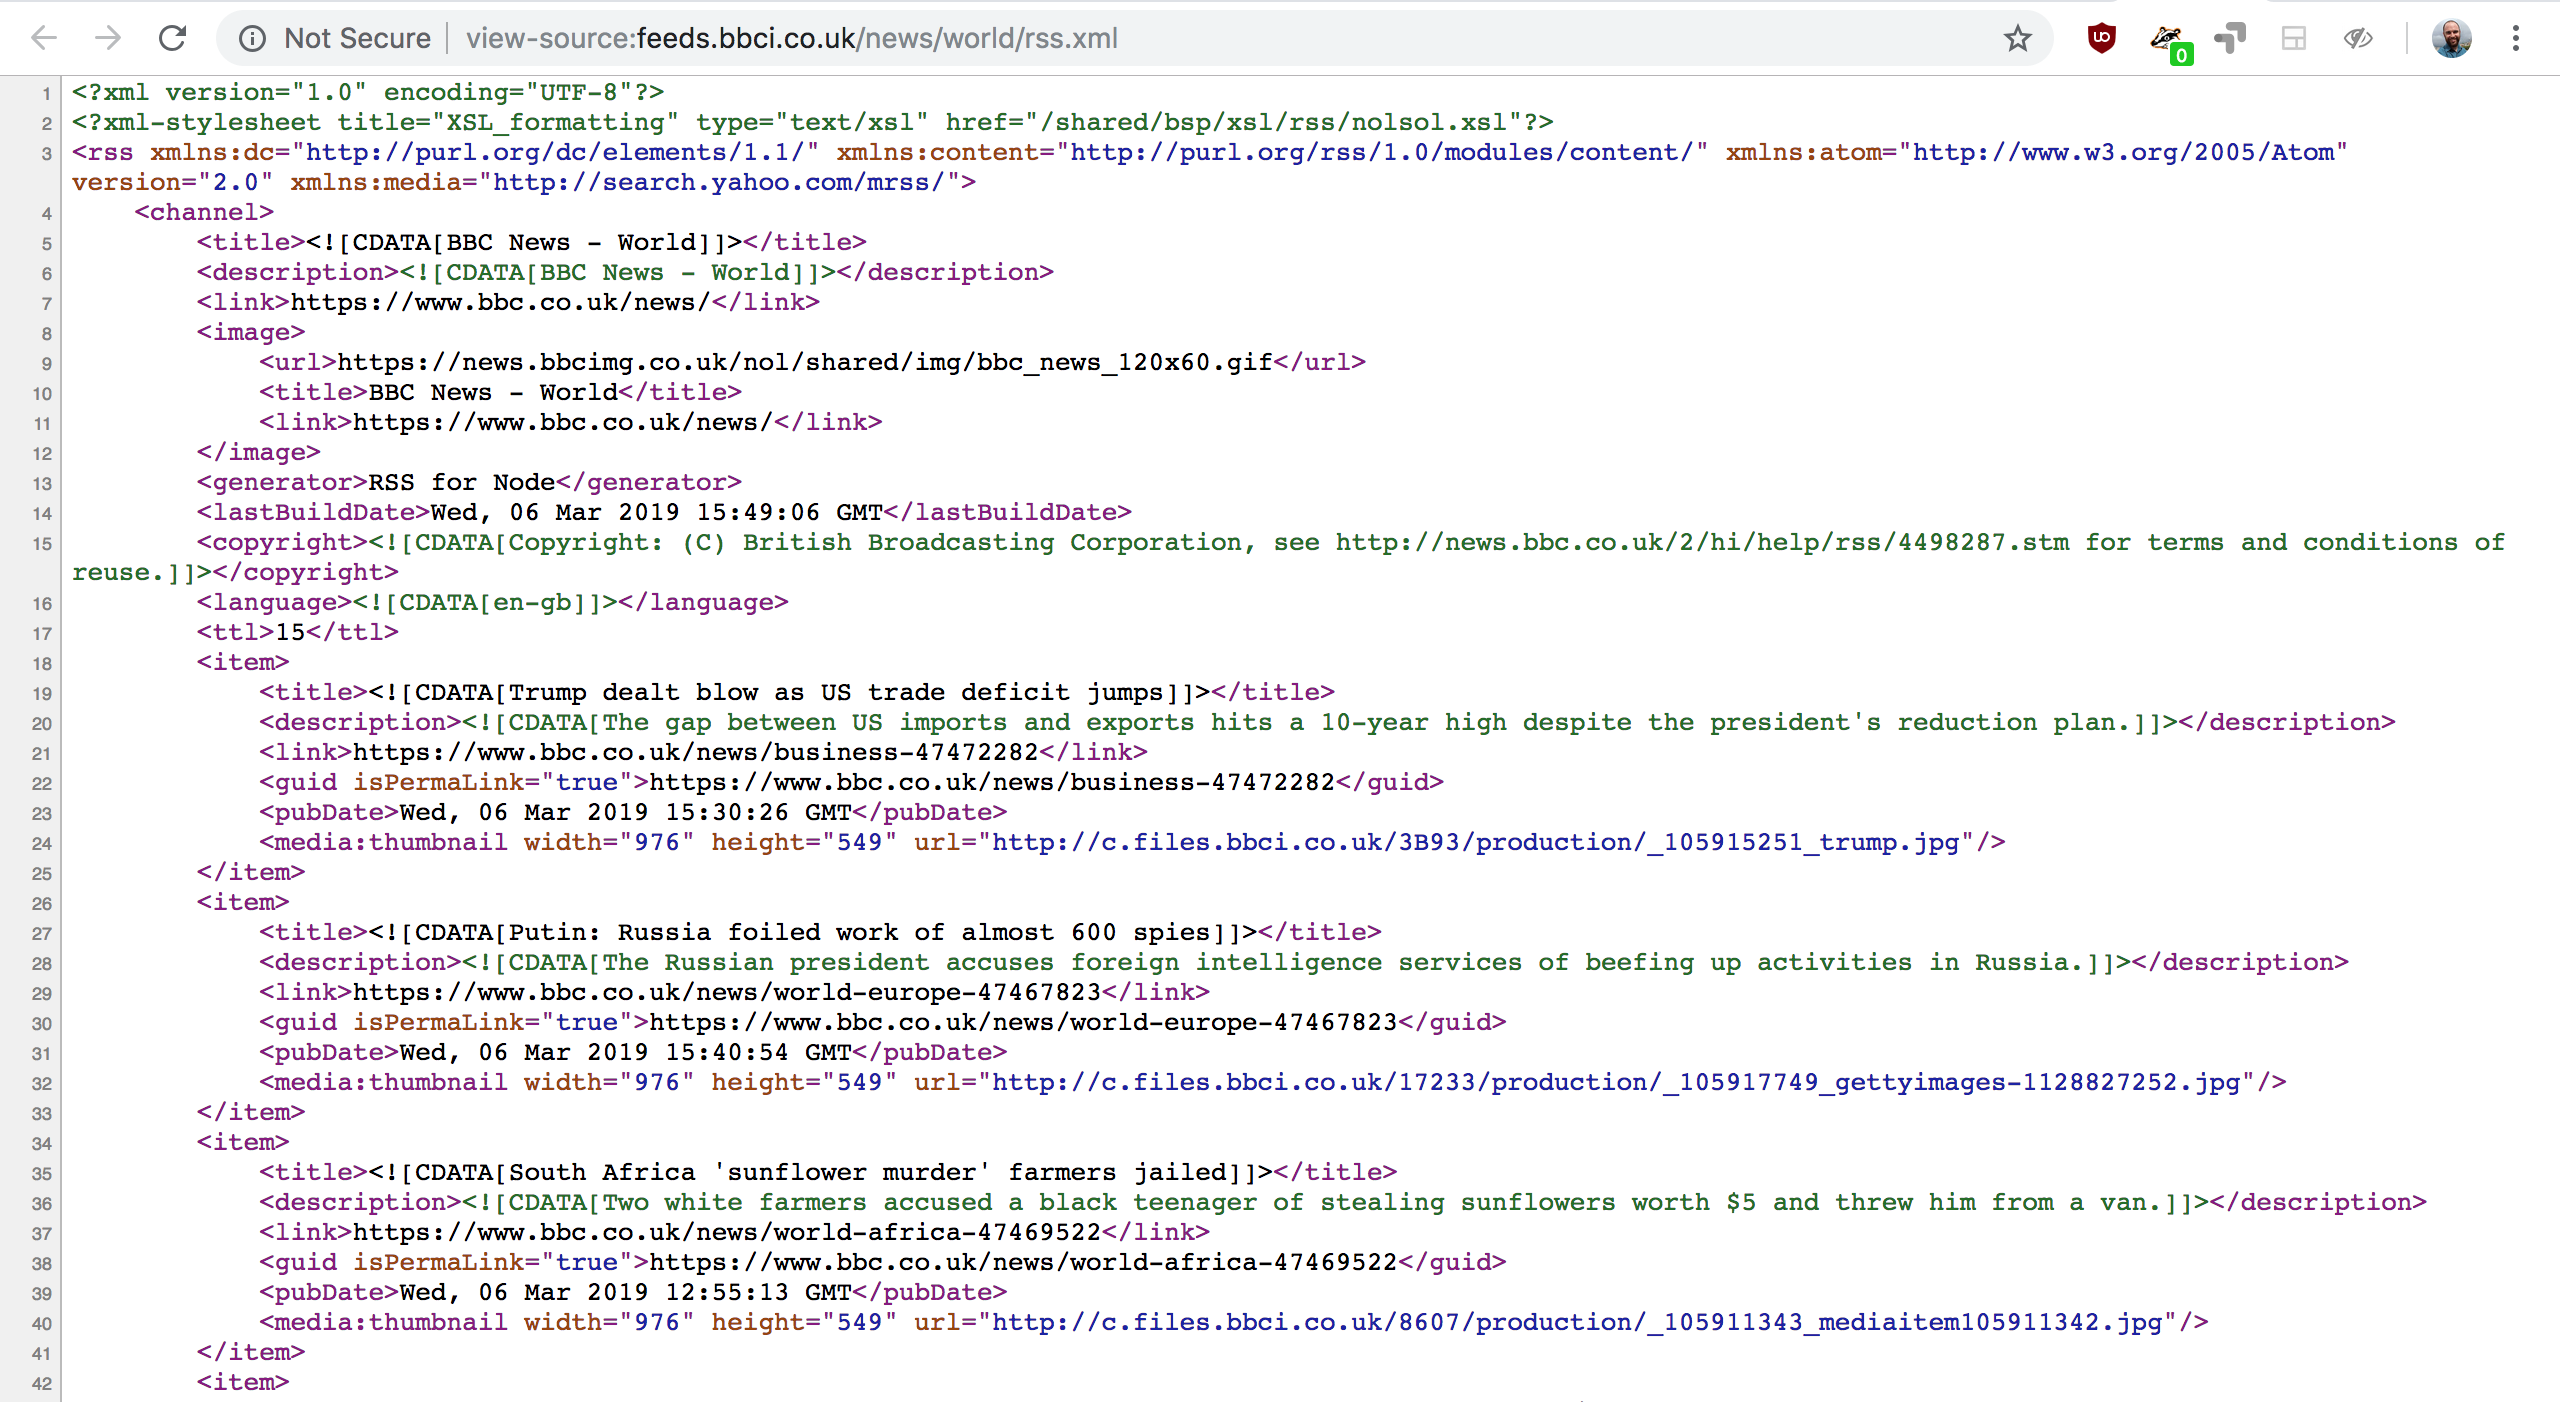 Not Secure view-source:feeds.bbci.co.uk/news/world/rss.xml
0
1 <?xml version="1.0" encoding="UTF-8"?>
2 <?xml-stylesheet title="XSL_formatting" type="text/xsl" href="/shared/bsp/xsl/rss/nolsol.xsl"?>
3 <rss xmlns:dc="http://purl.org/dc/elements/1.1/" xmlns:content="http://purl.org/rss/1.0/modules/content/" xmlns:atom="http://www.w3.org/2005/Atom"
version="2.0" xmlns:media="http://search.yahoo.com/mrss/">
4 <channel>
5 <title><![CDATA[BBC News - World]]></title>
6 <description><![CDATA[BBC News - World]]></description>
7 <link>https://www.bbc.co.uk/news/</link>
8 <image>
9 <url>https://news.bbcimg.co.uk/nol/shared/img/bbc_news_120x60.gif</url>
10 <title>BBC News - World</title>
11 <link>https://www.bbc.co.uk/news/</link>
12 </image>
13 <generator>RSS for Node</generator>
14 <lastBuildDate>Wed, 06 Mar 2019 15:49:06 GMT</lastBuildDate>
15 <copyright><![CDATA[Copyright: (C) British Broadcasting Corporation, see http://news.bbc.co.uk/2/hi/help/rss/4498287.stm for terms and conditions of
reuse.]]></copyright>
16 <language><![CDATA[en-gb]]></language>
17 <ttl>15</ttl>
18 <item>
19 <title><![CDATA[Trump dealt blow as US trade deficit jumps]]></title>
20 <description><![CDATA[The gap between US imports and exports hits a 10-year high despite the president's reduction plan.]]></description>
21 <link>https://www.bbc.co.uk/news/business-47472282</link>
22 <guid isPermaLink="true">https://www.bbc.co.uk/news/business-47472282</guid>
23 <pubDate>Wed, 06 Mar 2019 15:30:26 GMT</pubDate>
24 <media:thumbnail width="976" height="549" url="http://c.files.bbci.co.uk/3B93/production/_105915251_trump.jpg"/>
25 </item>
26 <item>
27 <title><![CDATA[Putin: Russia foiled work of almost 600 spies]]></title>
28 <description><![CDATA[The Russian president accuses foreign intelligence services of beefing up activities in Russia.]]></description>
29 <link>https://www.bbc.co.uk/news/world-europe-47467823</link>
30 <guid isPermaLink="true">https://www.bbc.co.uk/news/world-europe-47467823</guid>
31 <pubDate>Wed, 06 Mar 2019 15:40:54 GMT</pubDate>
32 <media:thumbnail width="976" height="549" url="http://c.files.bbci.co.uk/17233/production/_105917749_gettyimages-1128827252.jpg"/>
33 </item>
34 <item>
35 <title><![CDATA[South Africa 'sunflower murder' farmers jailed]]></title>
36 <description><![CDATA[Two white farmers accused a black teenager of stealing sunflowers worth $5 and threw him from a van.]]></description>
37 <link>https://www.bbc.co.uk/news/world-africa-47469522</link>
38 <guid isPermaLink="true">https://www.bbc.co.uk/news/world-africa-47469522</guid>
39 <pubDate>Wed, 06 Mar 2019 12:55:13 GMT</pubDate>
40 <media:thumbnail width="976" height="549" url="http://c.files.bbci.co.uk/8607/production/_105911343_mediaitem105911342.jpg"/>
41 </item>
42 <item>